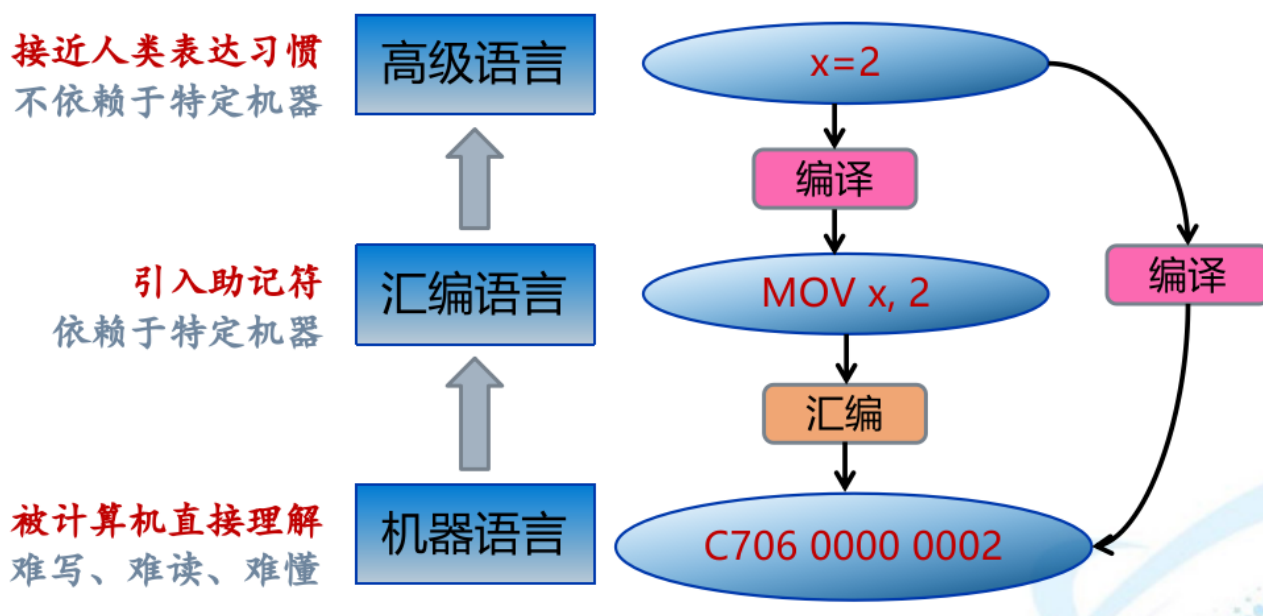 接近人类表达习惯
不依赖于特定机器
高级语言
x=2
编译
引入助记符
依赖于特定机器
汇编语言
MOV x, 2
编译
汇编
被计算机直接理解
难写、难读、难懂
机器语言
C706 0000 0002